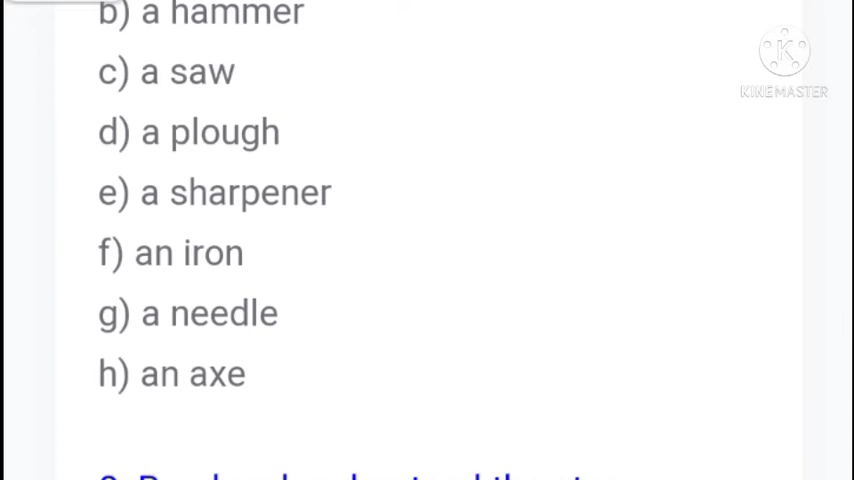 b) a hammer
c) a saw
d) a plough
e) a sharpener
f) an iron
g) a needle
h) an axe
K
KINEMASTER